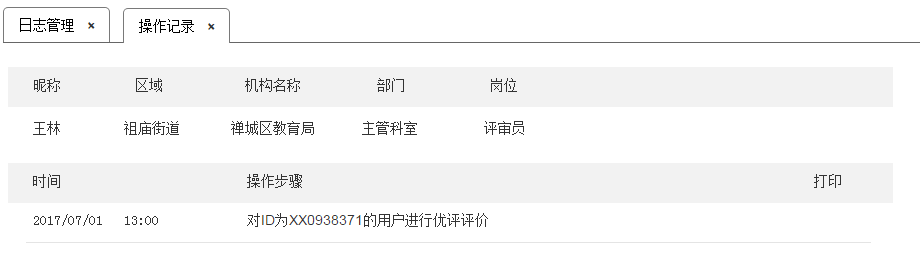 日志管理 × 操作记录 ×
昵称 区域 机构名称 部门 岗位
王林 祖庙街道 禅城区教育局 主管科室 评审员
时间 操作步骤 打印
2017/07/01 13:00 对ID为XX0938371的用户进行优评评价